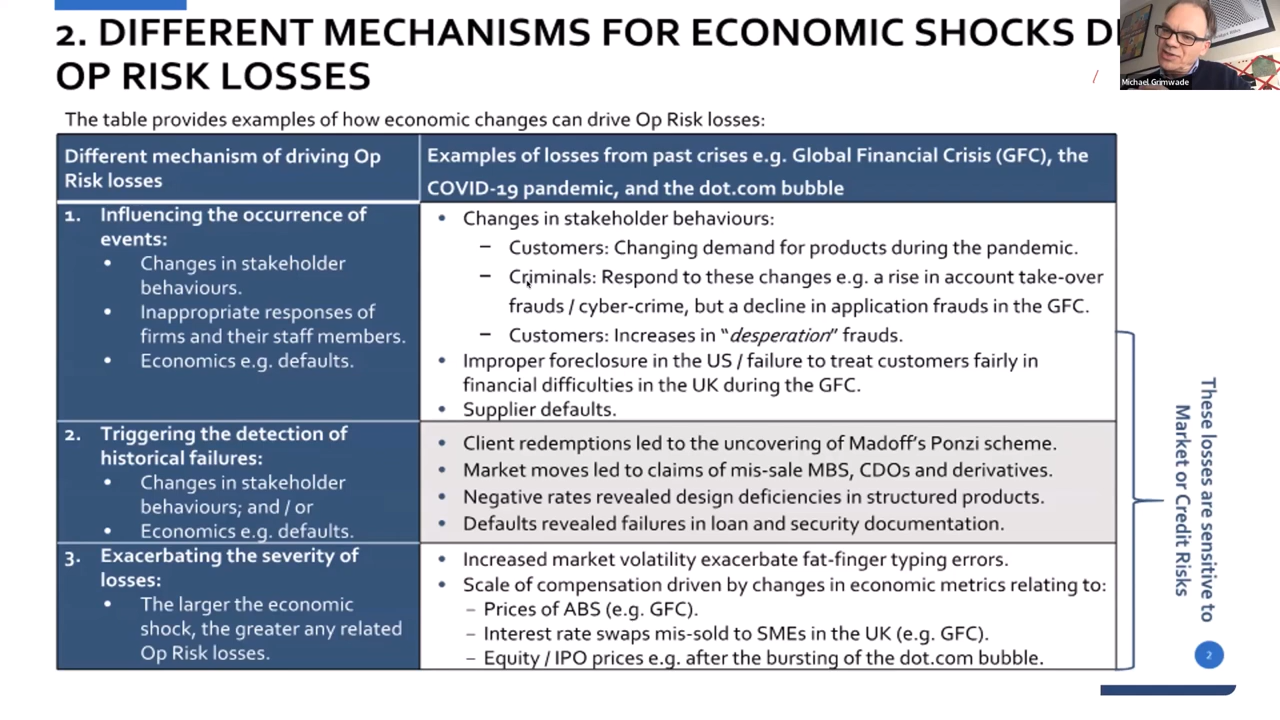 2. DIFFERENT MECHANISMS FOR ECONOMIC SHOCKS
OP RISK LOSSES
Michael Grimwade
The table provides examples of how economic changes can drive Op Risk losses:
Different mechanism of driving Op
Risk losses
Examples of losses from past crises e.g. Global Financial Crisis (GFC), the
COVID-19 pandemic, and the dot.com bubble
1. Influencing the occurrence of
events:
• Changes in stakeholder
behaviours.
• Inappropriate responses of
firms and their staff members.
• Economics e.g. defaults.
• Changes in stakeholder behaviours:
– Customers: Changing demand for products during the pandemic.
– Criminals: Respond to these changes e.g. a rise in account take-over
frauds / cyber-crime, but a decline in application frauds in the GFC.
– Customers: Increases in “desperation” frauds.
• Improper foreclosure in the US / failure to treat customers fairly in
financial difficulties in the UK during the GFC.
• Supplier defaults.
2. Triggering the detection of
historical failures:
• Changes in stakeholder
behaviours; and / or
• Economics e.g. defaults.
• Client redemptions led to the uncovering of Madoff’s Ponzi scheme.
• Market moves led to claims of mis-sale MBS, CDOs and derivatives.
• Negative rates revealed design deficiencies in structured products.
• Defaults revealed failures in loan and security documentation.
3. Exacerbating the severity of
losses:
• The larger the economic
shock, the greater any related
Op Risk losses.
• Increased market volatility exacerbate fat-finger typing errors.
• Scale of compensation driven by changes in economic metrics relating to:
– Prices of ABS (e.g. GFC).
– Interest rate swaps mis-sold to SMEs in the UK (e.g. GFC).
– Equity / IPO prices e.g. after the bursting of the dot.com bubble.
These losses are sensitive to
Market or Credit Risks
2